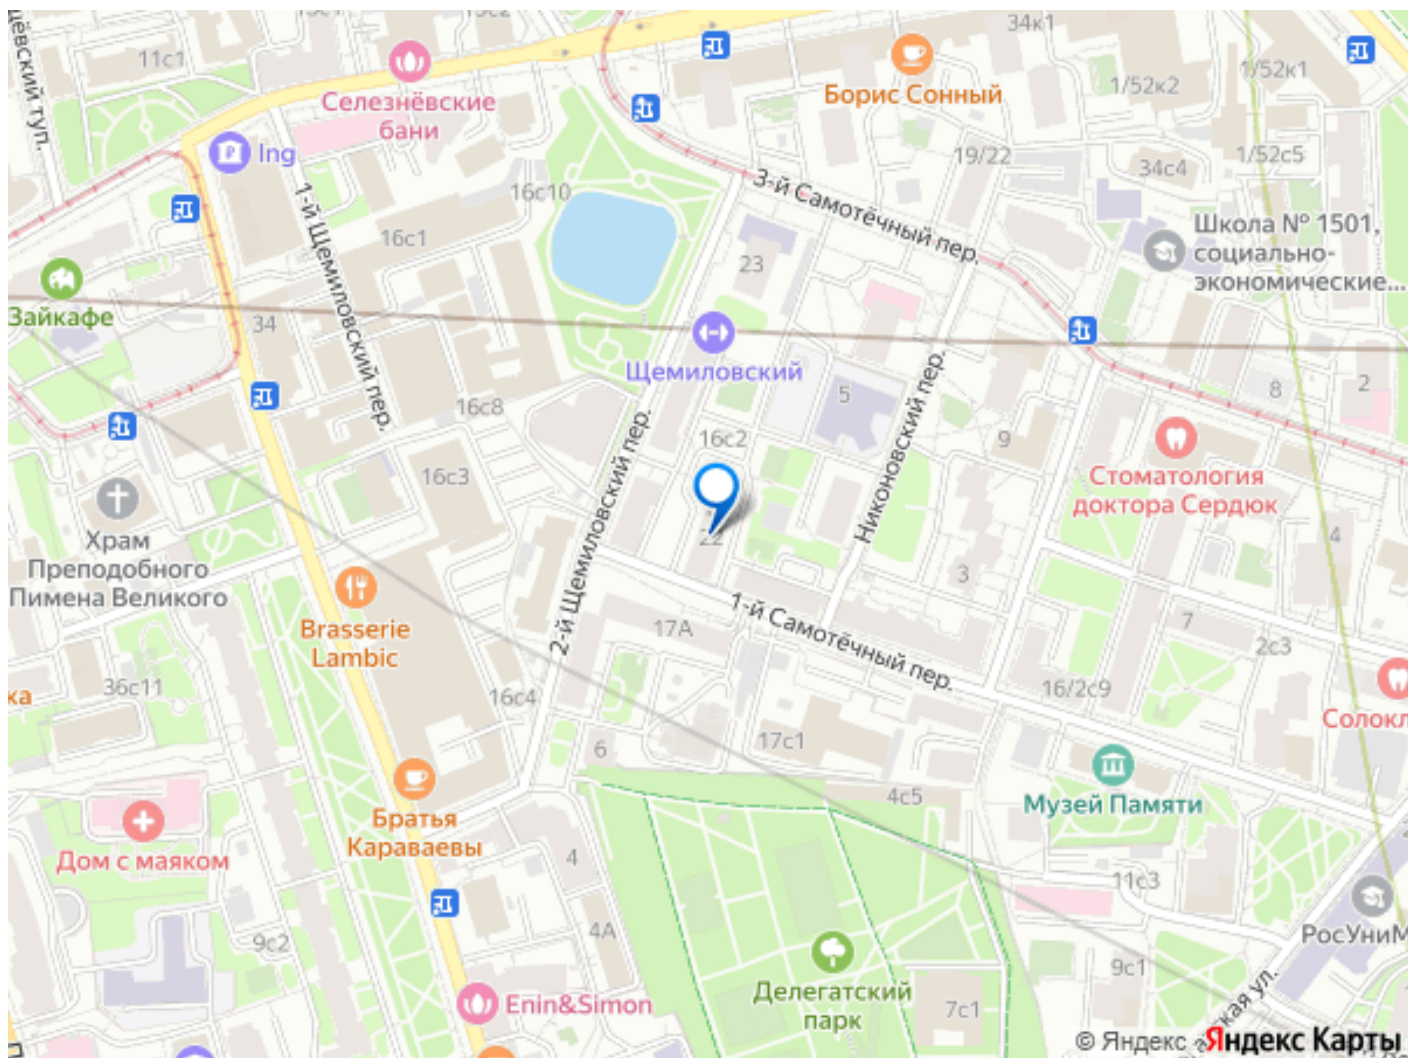 11с1
Селезнёвские
бани
34к1
Борис Сонный
1/52к2
1/52к1
Ing
1-й Щемиловский пер.
16с10
3-й Самотёчный пер.
19/22
34с4
1/52с5
Школа № 1501,
социально-
экономические...
16с1
23
Зайкафе
34
Щемиловский
5
8
2
16с8
16с2
2-й Щемиловский пер.
Никоновский пер.
9
Стоматология
доктора Сердюк
16с3
22
4
Храм
Преподобного
Пимена Великого
3
1-й Самотёчный пер.
7
Brasserie
Lambic
17А
2с3
36с11
16с4
16/2с9
6
17с1
4с5
Музей Памяти
Братья
Караваевы
Дом с маяком
4
11с3
4А
9с2
РосУниМ
9с1
Делегатский
парк
Enin&Simon
7с1
© Яндекс
Яндекс Карты